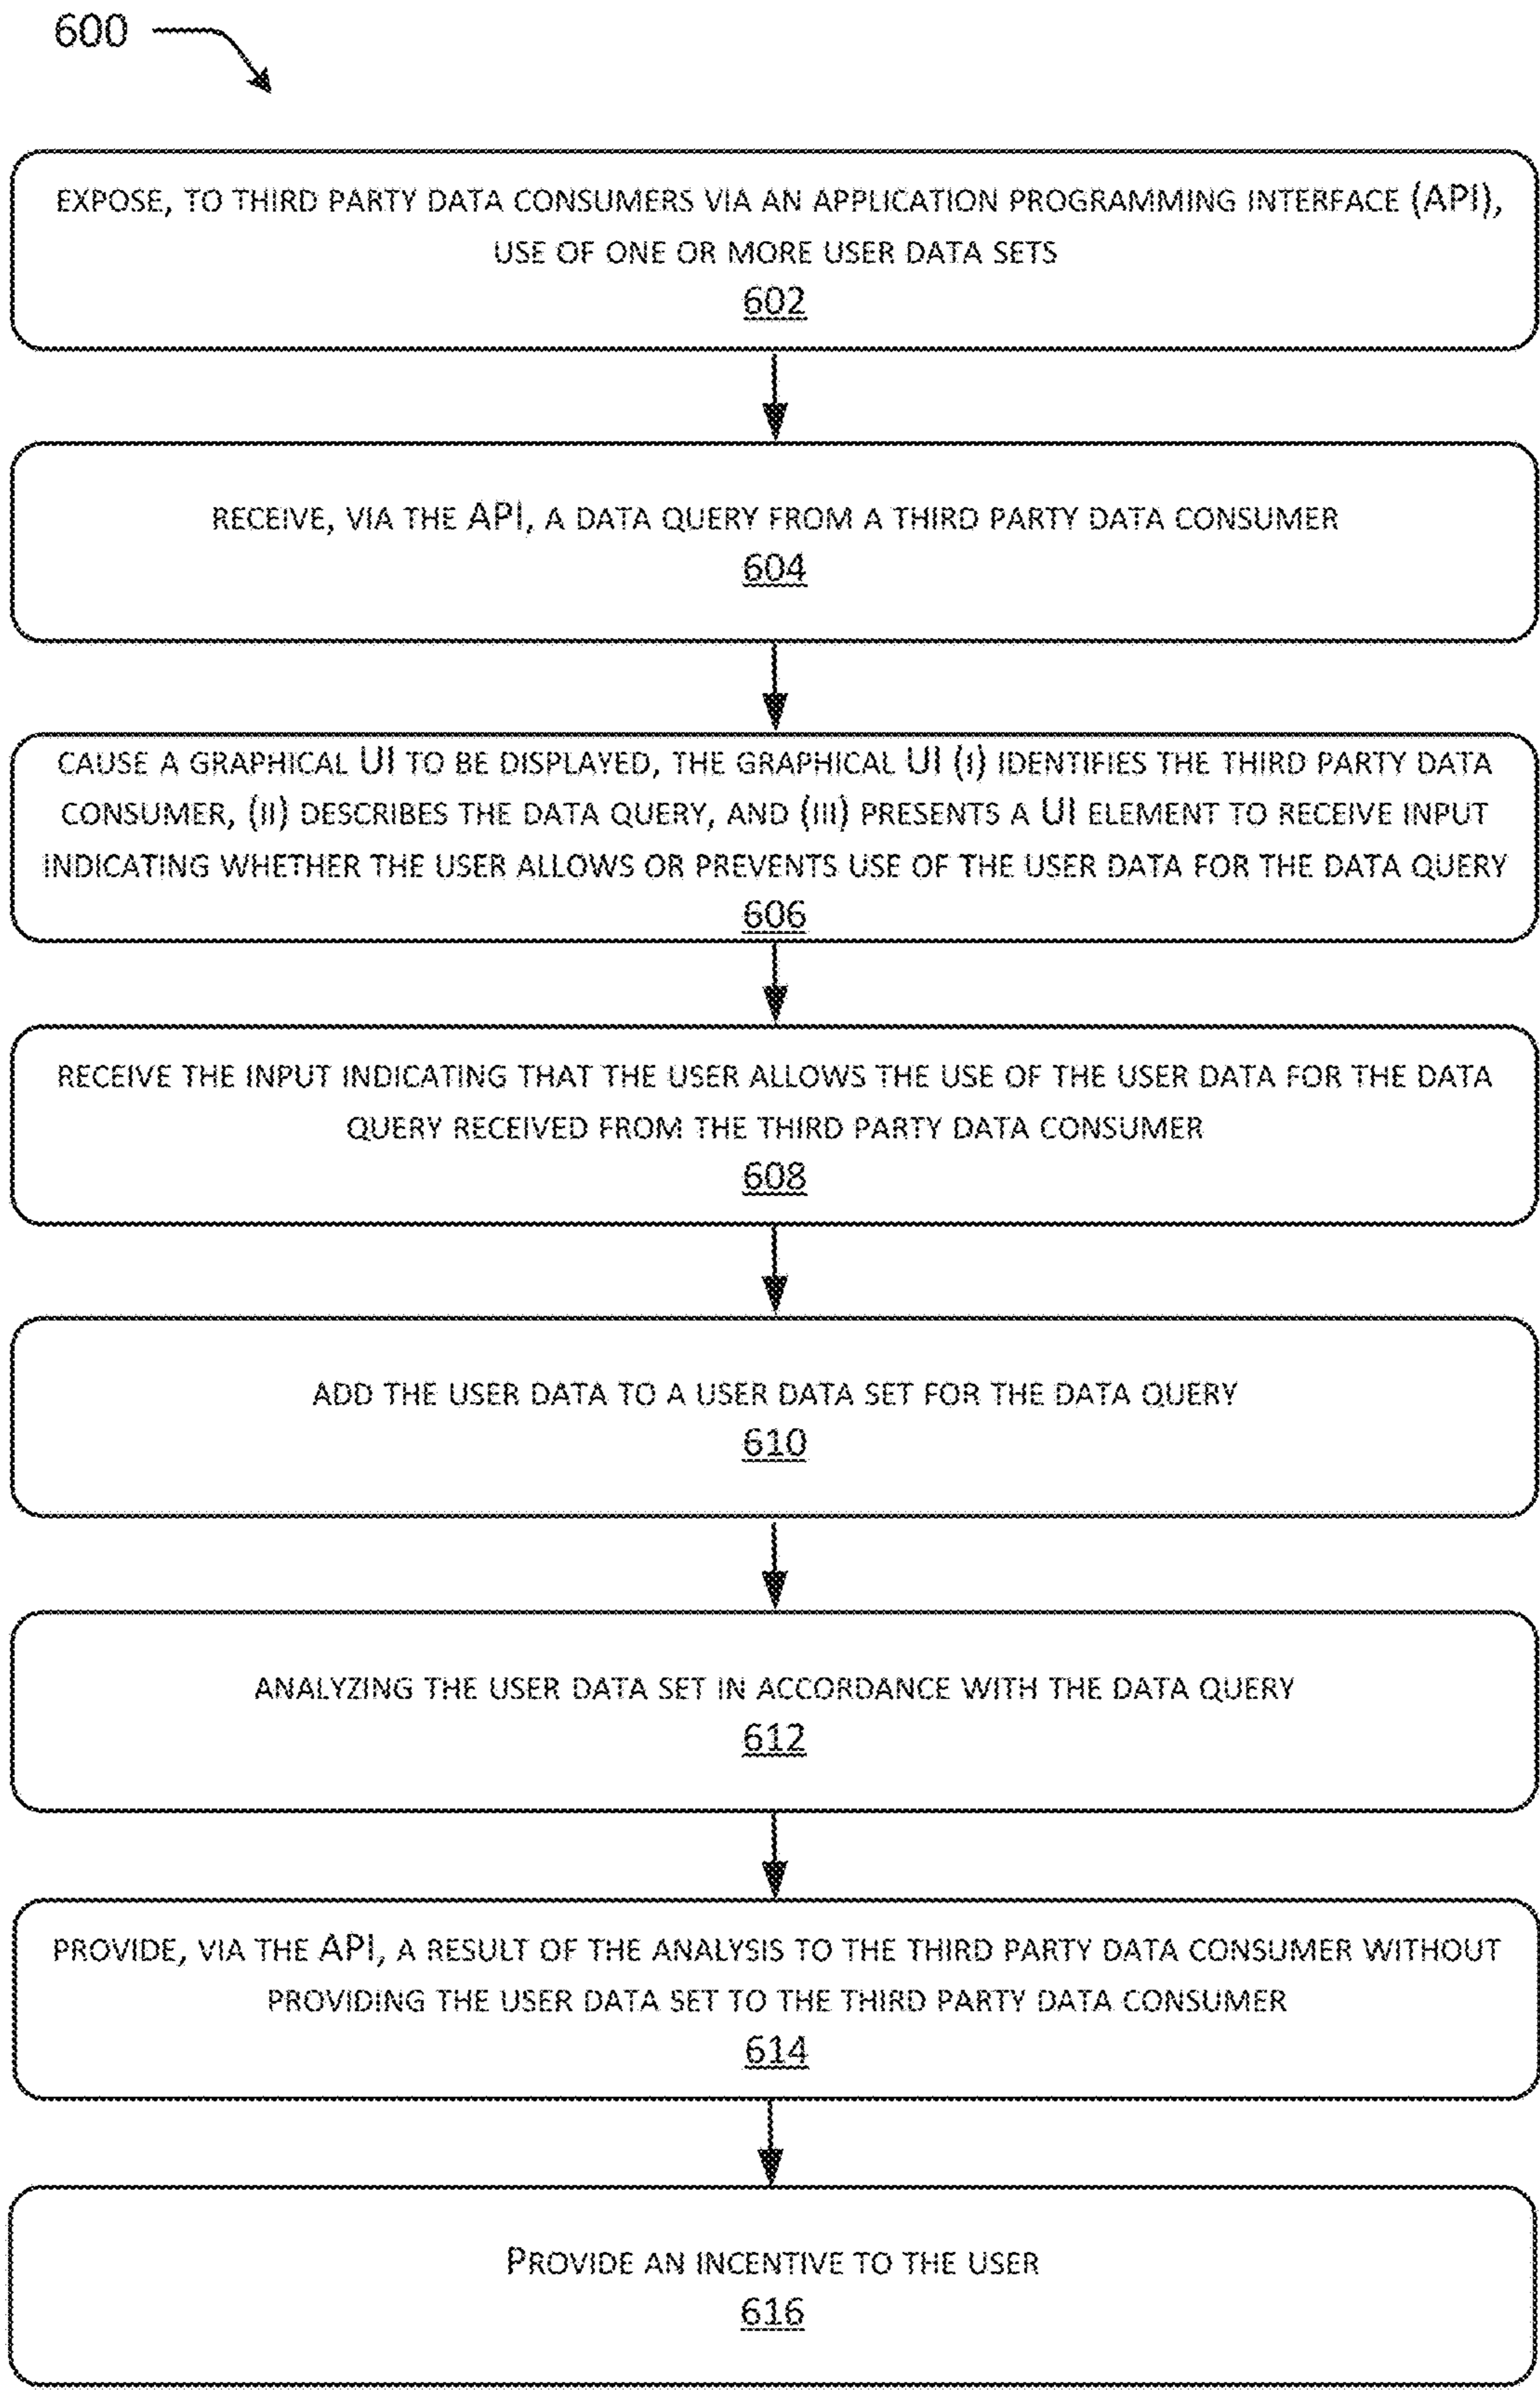 600
EXPOSE, TO THIRD PARTY DATA CONSUMERS VIA AN APPLICATION PROGRAMMING INTERFACE (API),
USE OF ONE OR MORE USER DATA SETS
602
RECEIVE, VIA THE API, A DATA QUERY FROM A THIRD PARTY DATA CONSUMER
604
CAUSE A GRAPHICAL UI TO BE DISPLAYED, THE GRAPHICAL UI (I) IDENTIFIES THE THIRD PARTY DATA
CONSUMER, (II) DESCRIBES THE DATA QUERY, AND (III) PRESENTS A UI ELEMENT TO RECEIVE INPUT
INDICATING WHETHER THE USER ALLOWS OR PREVENTS USE OF THE USER DATA FOR THE DATA QUERY
606
RECEIVE THE INPUT INDICATING THAT THE USER ALLOWS THE USE OF THE USER DATA FOR THE DATA
QUERY RECEIVED FROM THE THIRD PARTY DATA CONSUMER
608
ADD THE USER DATA TO A USER DATA SET FOR THE DATA QUERY
610
ANALYZING THE USER DATA SET IN ACCORDANCE WITH THE DATA QUERY
612
PROVIDE, VIA THE API, A RESULT OF THE ANALYSIS TO THE THIRD PARTY DATA CONSUMER WITHOUT
PROVIDING THE USER DATA SET TO THE THIRD PARTY DATA CONSUMER
614
PROVIDE AN INCENTIVE TO THE USER
616